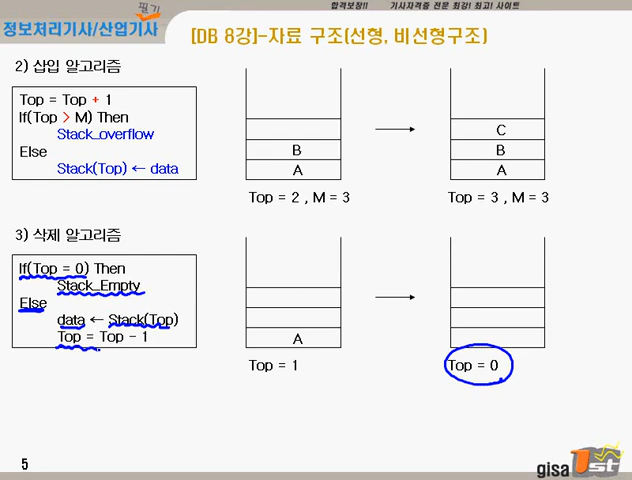 합격보장!! 기사자격증 전문 최강! 최고! 사이트
필기
정보처리기사/산업기사
[DB 8강]-자료 구조(선형, 비선형구조)
2) 삽입 알고리즘
Top = Top + 1
If(Top > M) Then
Stack_overflow
Else
Stack(Top) ← data
B
A
Top = 2 , M = 3
C
B
A
Top = 3 , M = 3
3) 삭제 알고리즘
If(Top = 0) Then
Stack_Empty
Else
data ← Stack(Top)
Top = Top - 1
A
Top = 1
Top = 0
5
gisa 1st